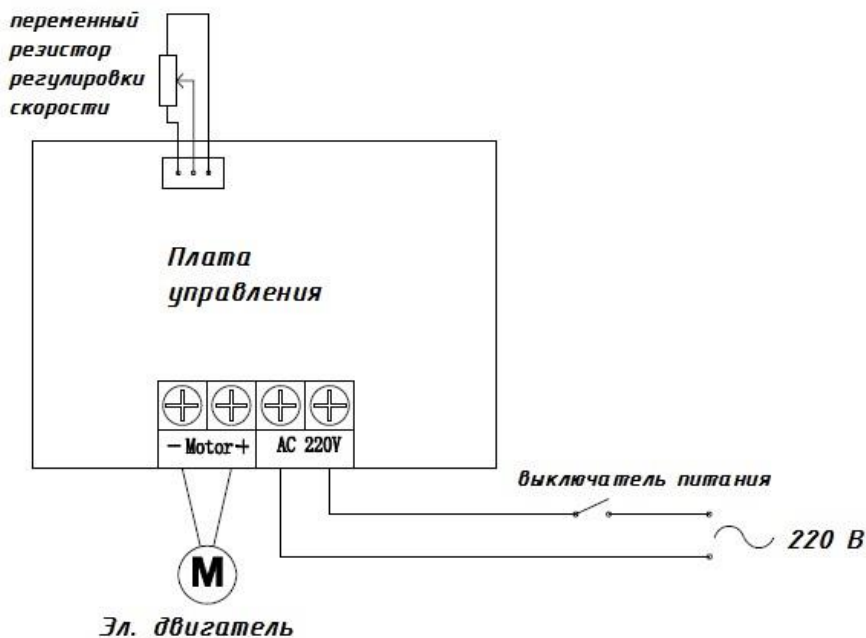 переменный
резистор
регулировки
скорости
Плата
управления
− Motor + AC 220V
выключатель питания
220 В
M
Эл. двигатель